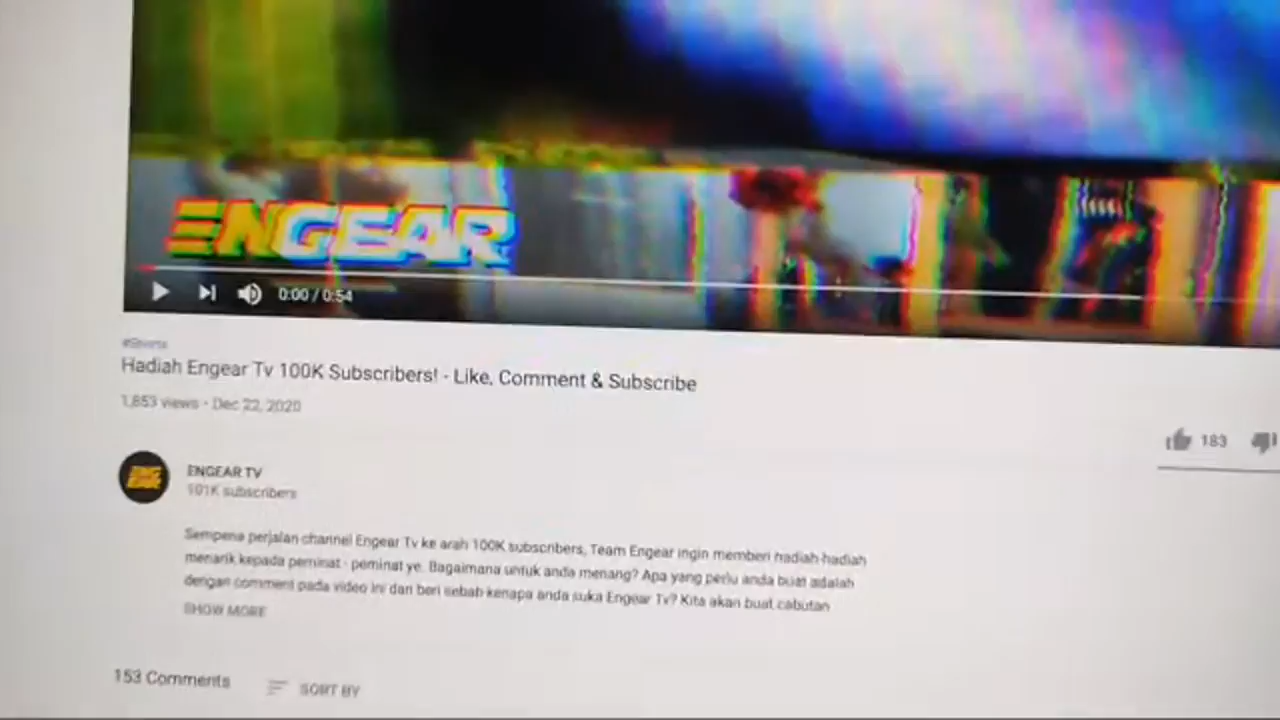 ENGEAR
0:00 / 0:54
#Shorts
Hadiah Engear Tv 100K Subscribers! - Like, Comment & Subscribe
1,853 views • Dec 22, 2020
183
ENGEAR TV
101K subscribers
Sempena perjalan channel Engear Tv ke arah 100K subscribers, Team Engear ingin memberi hadiah-hadiah
menarik kepada peminat - peminat ye. Bagaimana untuk anda menang? Apa yang perlu anda buat adalah
dengan comment pada video ini dan beri sebab kenapa anda suka Engear Tv? Kita akan buat cabutan
SHOW MORE
153 Comments
SORT BY